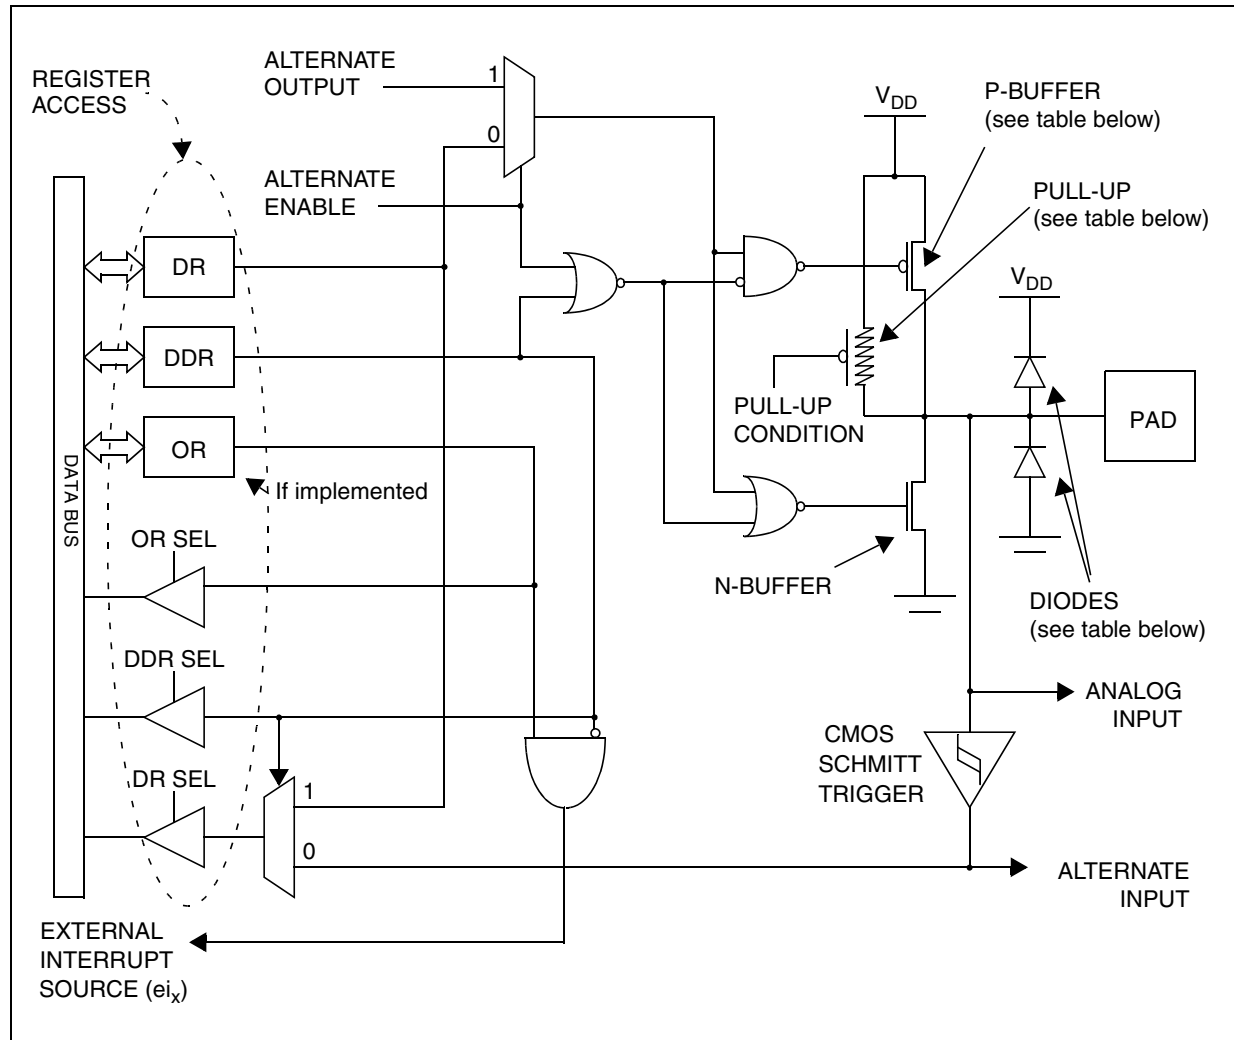 REGISTER
ACCESS
ALTERNATE
OUTPUT
1
0
ALTERNATE
ENABLE
VDD
P-BUFFER
(see table below)
PULL-UP
(see table below)
DR
DDR
OR
If implemented
DATA BUS
PULL-UP
CONDITION
VDD
PAD
N-BUFFER
DIODES
(see table below)
OR SEL
DDR SEL
DR SEL
1
0
ANALOG
INPUT
CMOS
SCHMITT
TRIGGER
ALTERNATE
INPUT
EXTERNAL
INTERRUPT
SOURCE (eix)